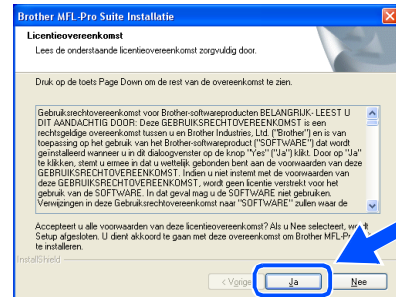 Brother MFL-Pro Suite Installatie
Licentieovereenkomst
Lees de onderstaande licentieovereenkomst zorgvuldig door.
Druk op de toets Page Down om de rest van de overeenkomst te zien.
Gebruiksrechtovereenkomst voor Brother-softwareproducten BELANGRIJK- LEEST U
DIT AANDACHTIG DOOR: Deze GEBRUIKSRECHTOVEREENKOMST is een
rechtsgeldige overeenkomst tussen u en Brother Industries, Ltd. ("Brother") en is van
toepassing op het gebruik van het Brother-softwareproduct ("SOFTWARE") dat wordt
geïnstalleerd wanneer u in dit dialoogvenster op de knop "Yes" ("Ja") klikt. Door op "Ja"
te klikken, stemt u ermee in dat u wettelijk gebonden bent aan de voorwaarden van deze
GEBRUIKSRECHTOVEREENKOMST. Indien u niet instemt met de voorwaarden van
deze GEBRUIKSRECHTOVEREENKOMST, wordt geen licentie verstrekt voor het
gebruik van de SOFTWARE. In dat geval mag u de SOFTWARE niet gebruiken.
Verwijzingen in deze Gebruiksrechtovereenkomst naar "SOFTWARE" zullen waar de
Accepteert u alle voorwaarden van deze licentieovereenkomst? Als u Nee selecteert, wordt
Setup afgesloten. U dient akkoord te gaan met deze overeenkomst om Brother MFL-Pro
te installeren.
InstallShield
< Vorige Ja Nee